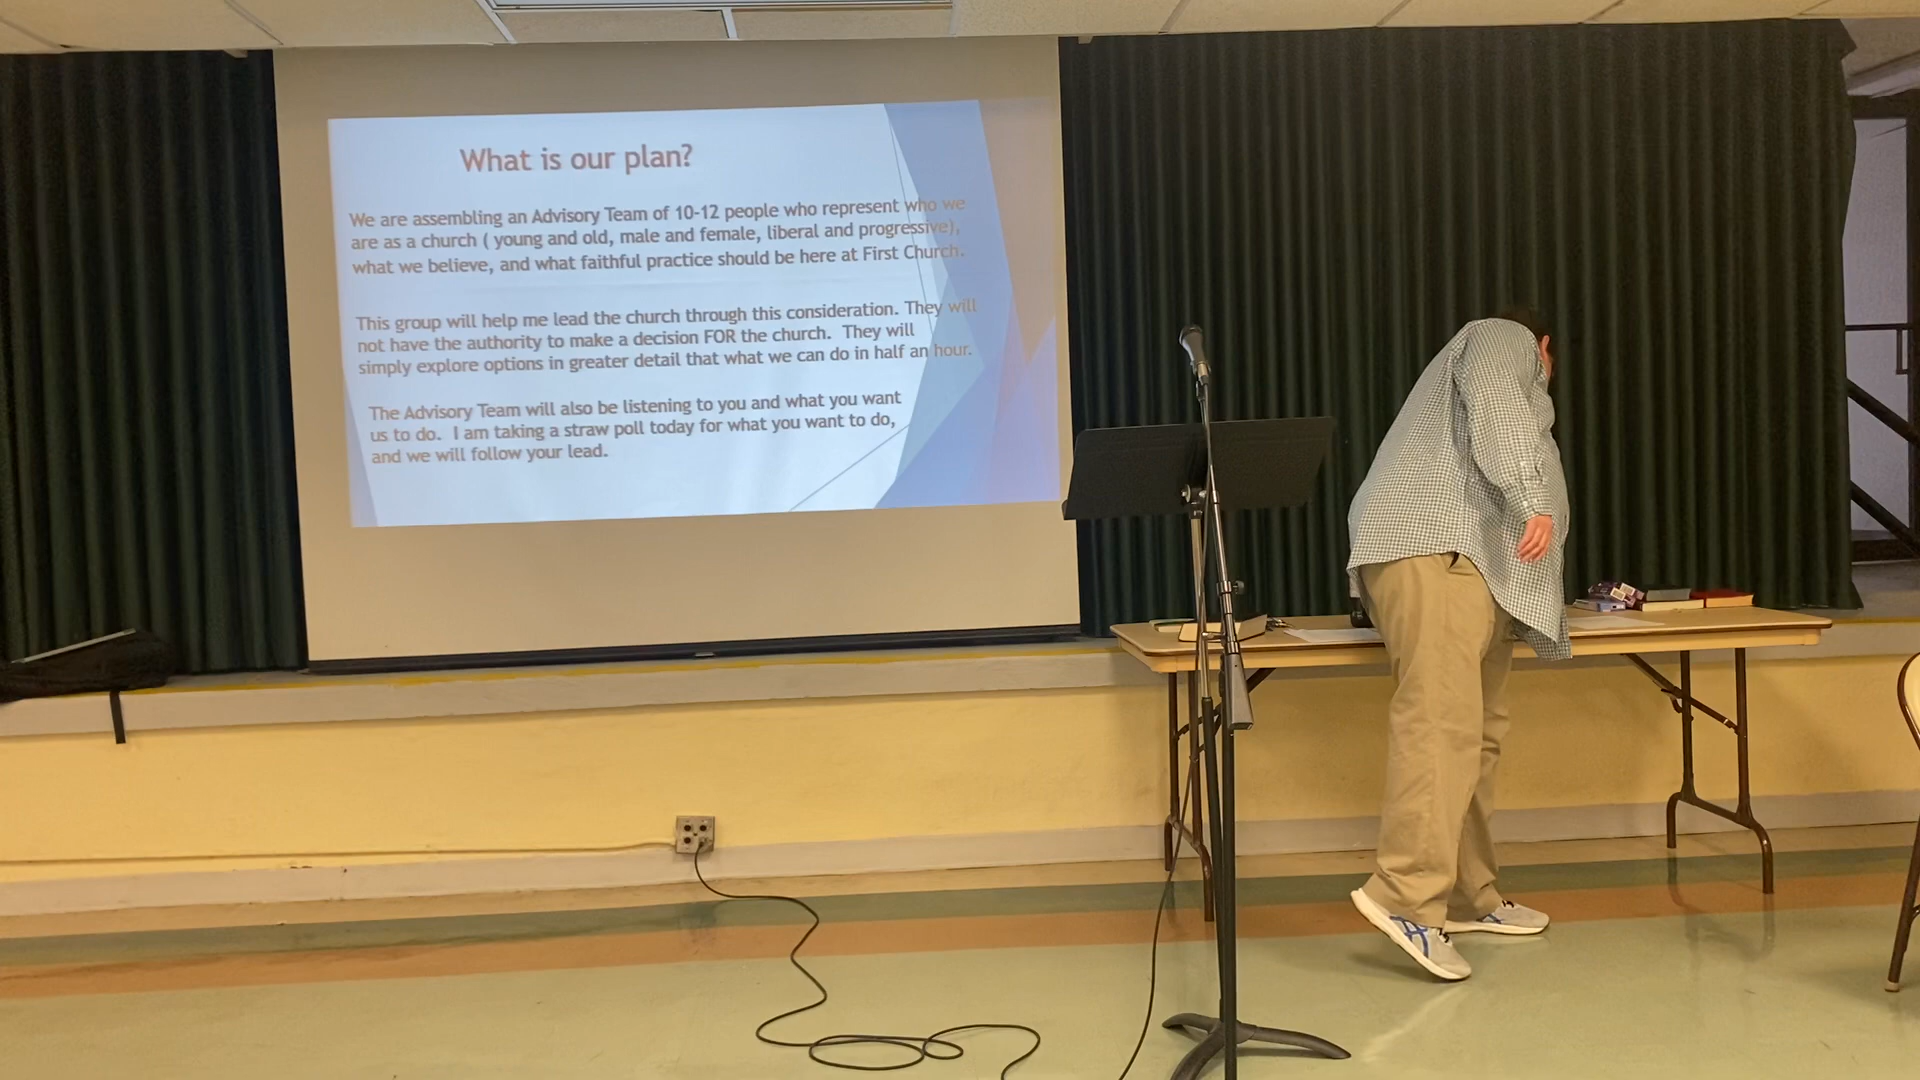 What is our plan?
We are assembling an Advisory Team of 10-12 people who represent who we
are as a church ( young and old, male and female, liberal and progressive),
what we believe, and what faithful practice should be here at First Church.
This group will help me lead the church through this consideration. They will
not have the authority to make a decision FOR the church. They will
simply explore options in greater detail that what we can do in half an hour.
The Advisory Team will also be listening to you and what you want
us to do. I am taking a straw poll today for what you want to do,
and we will follow your lead.